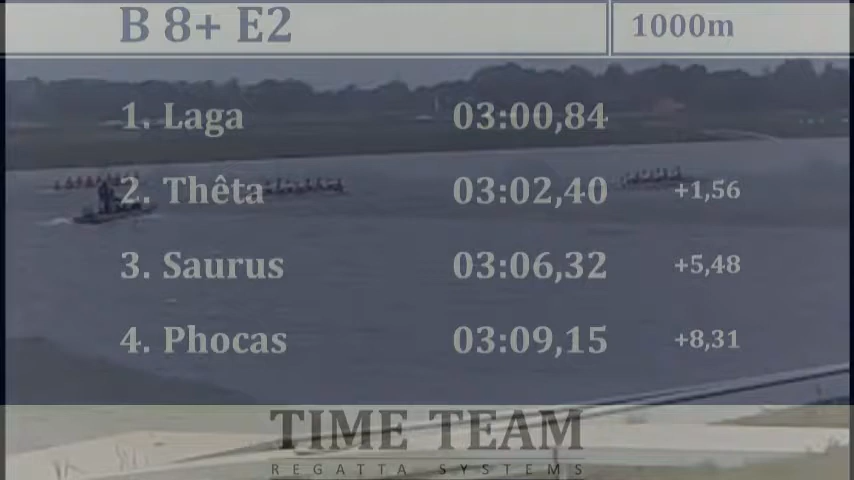 B 8+ E2 1000m
1. Laga 03:00,84
2. Thêta 03:02,40 +1,56
3. Saurus 03:06,32 +5,48
4. Phocas 03:09,15 +8,31
TIME TEAM
REGATTA SYSTEMS